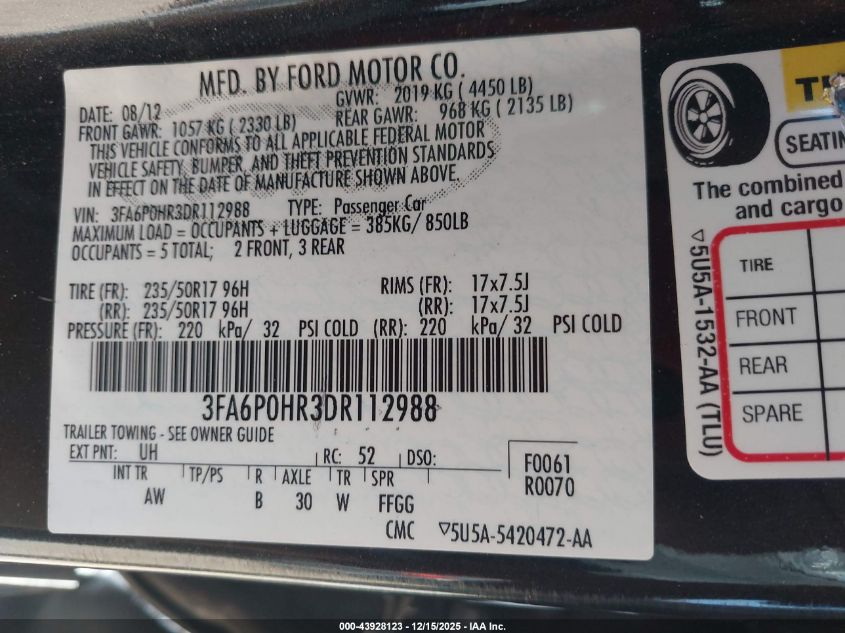 MFD. BY FORD MOTOR CO.
DATE: 08/12 GVWR: 2019 KG ( 4450 LB)
FRONT GAWR: 1057 KG ( 2330 LB) REAR GAWR: 968 KG ( 2135 LB)
THIS VEHICLE CONFORMS TO ALL APPLICABLE FEDERAL MOTOR
VEHICLE SAFETY, BUMPER, AND THEFT PREVENTION STANDARDS
IN EFFECT ON THE DATE OF MANUFACTURE SHOWN ABOVE.
VIN: 3FA6P0HR3DR112988 TYPE: Passenger Car
MAXIMUM LOAD = OCCUPANTS + LUGGAGE = 385KG/ 850LB
OCCUPANTS = 5 TOTAL; 2 FRONT, 3 REAR
TIRE (FR): 235/50R17 96H RIMS (FR): 17x7.5J
(RR): 235/50R17 96H (RR): 17x7.5J
PRESSURE (FR): 220 kPa/ 32 PSI COLD (RR): 220 kPa/ 32 PSI COLD
3FA6P0HR3DR112988
TRAILER TOWING - SEE OWNER GUIDE
EXT PNT: UH RC: 52 DSO:
INT TR TP/PS R AXLE TR SPR
AW B 30 W FFGG
F0061
R0070
CMC ▽5U5A-5420472-AA
SEATIN
The combined
and cargo
TIRE
FRONT
REAR
SPARE
▽5U5A-1532-AA (TLU)
000-43928123 - 12/15/2025 - IAA Inc.